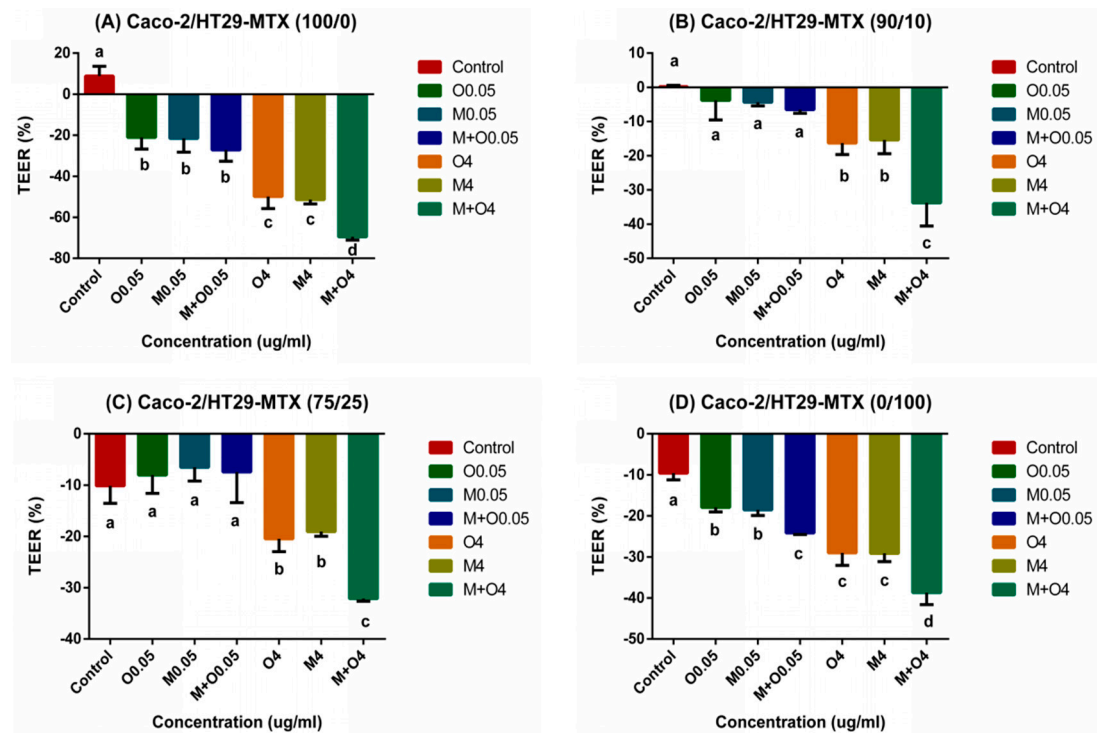 (A) Caco-2/HT29-MTX (100/0)
TEER (%)
20
0
-20
-40
-60
-80
a
b
b
b
c
c
d
Control
O0.05
M0.05
M+O0.05
O4
M4
M+O4
Concentration (ug/ml)
Control
O0.05
M0.05
M+O0.05
O4
M4
M+O4
(B) Caco-2/HT29-MTX (90/10)
TEER (%)
10
0
-10
-20
-30
-40
-50
a
a
a
a
b
b
c
Control
O0.05
M0.05
M+O0.05
O4
M4
M+O4
Concentration (ug/ml)
Control
O0.05
M0.05
M+O0.05
O4
M4
M+O4
(C) Caco-2/HT29-MTX (75/25)
TEER (%)
0
-10
-20
-30
-40
a
a
a
a
b
b
c
Control
O0.05
M0.05
M+O0.05
O4
M4
M+O4
Concentration (ug/ml)
Control
O0.05
M0.05
M+O0.05
O4
M4
M+O4
(D) Caco-2/HT29-MTX (0/100)
TEER (%)
0
-10
-20
-30
-40
-50
a
b
b
c
c
c
d
Control
O0.05
M0.05
M+O0.05
O4
M4
M+O4
Concentration (ug/ml)
Control
O0.05
M0.05
M+O0.05
O4
M4
M+O4